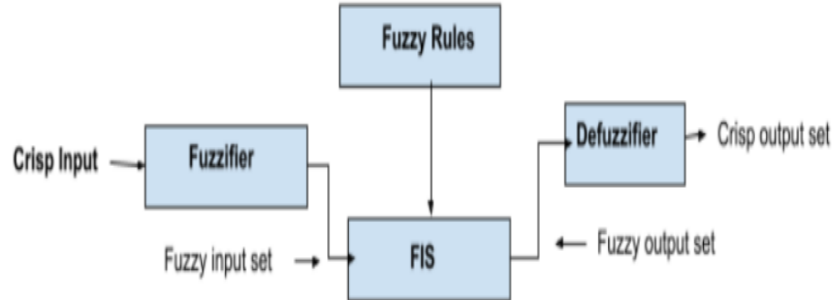 Fuzzy Rules
Crisp Input
Fuzzifier
Defuzzifier
Crisp output set
Fuzzy input set
FIS
Fuzzy output set